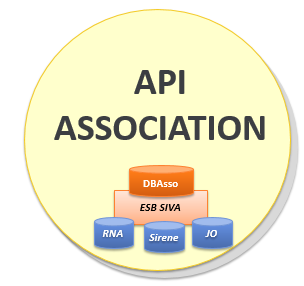 API
ASSOCIATION
DBAsso
ESB SIVA
RNA
Sirene
JO